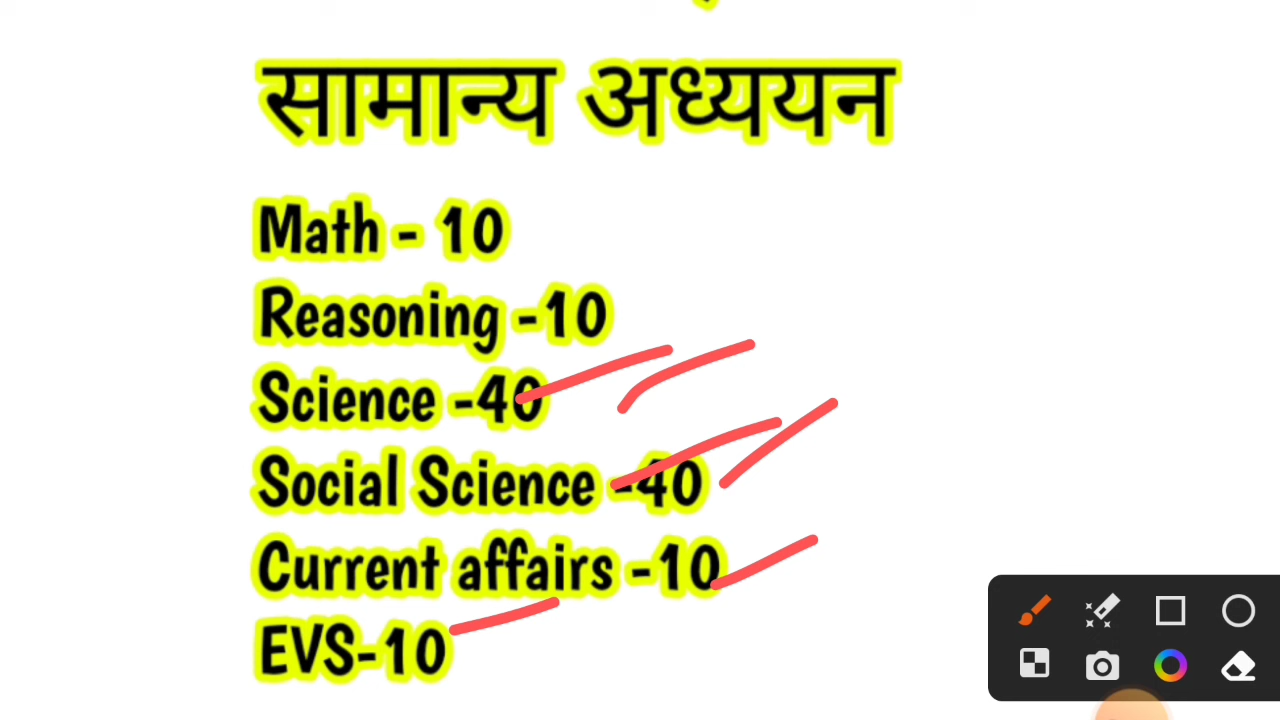 सामान्य अध्ययन
Math - 10
Reasoning -10
Science -40
Social Science -40
Current affairs -10
EVS-10